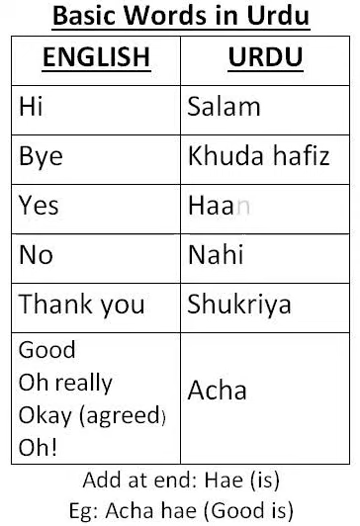 Basic Words in Urdu
ENGLISH URDU
Hi Salam
Bye Khuda hafiz
Yes Haan
No Nahi
Thank you Shukriya
Good
Oh really
Okay (agreed)
Oh!
Acha
Add at end: Hae (is)
Eg: Acha hae (Good is)